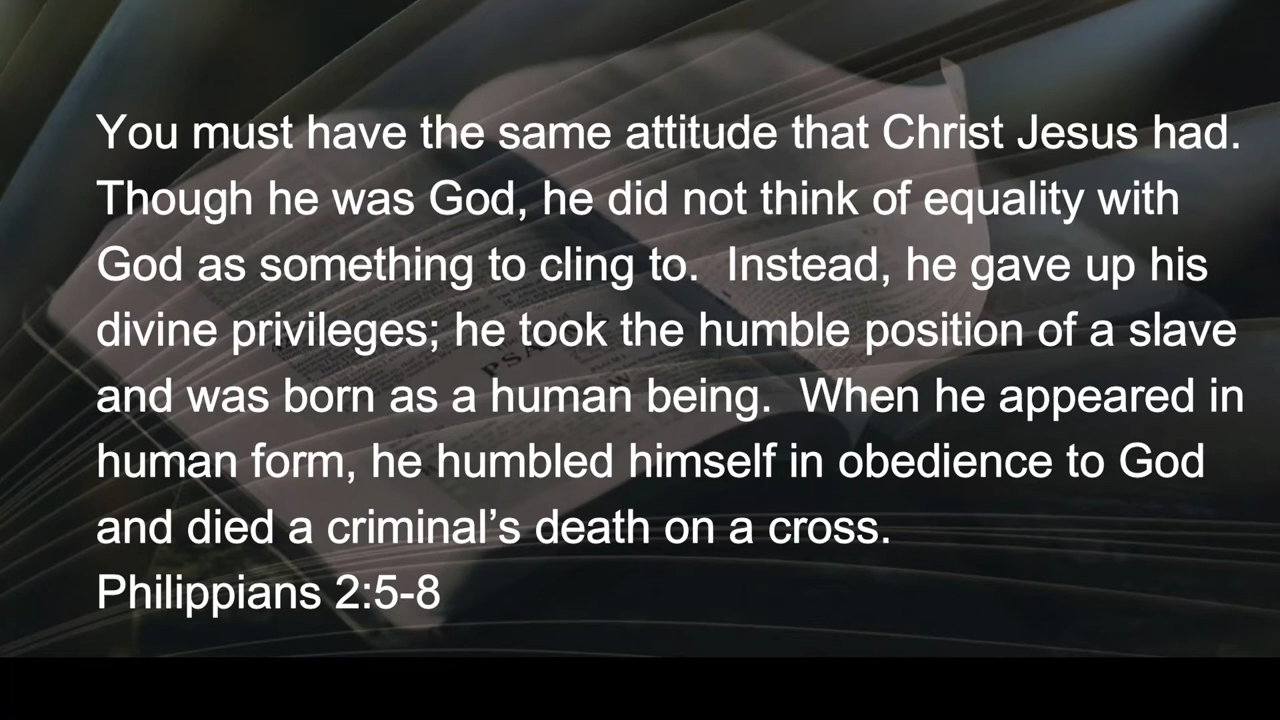 You must have the same attitude that Christ Jesus had.
Though he was God, he did not think of equality with
God as something to cling to.  Instead, he gave up his
divine privileges; he took the humble position of a slave
and was born as a human being.  When he appeared in
human form, he humbled himself in obedience to God
and died a criminal’s death on a cross.
Philippians 2:5-8